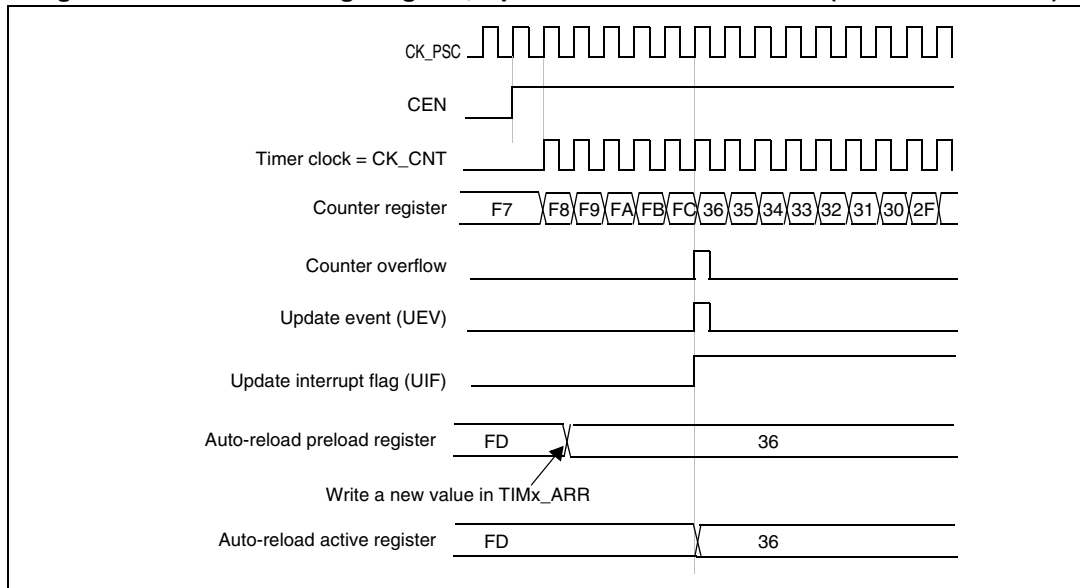 CK_PSC
CEN
Timer clock = CK_CNT
Counter register F7 F8 F9 FA FB FC 36 35 34 33 32 31 30 2F
Counter overflow
Update event (UEV)
Update interrupt flag (UIF)
Auto-reload preload register FD 36
Write a new value in TIMx_ARR
Auto-reload active register FD 36